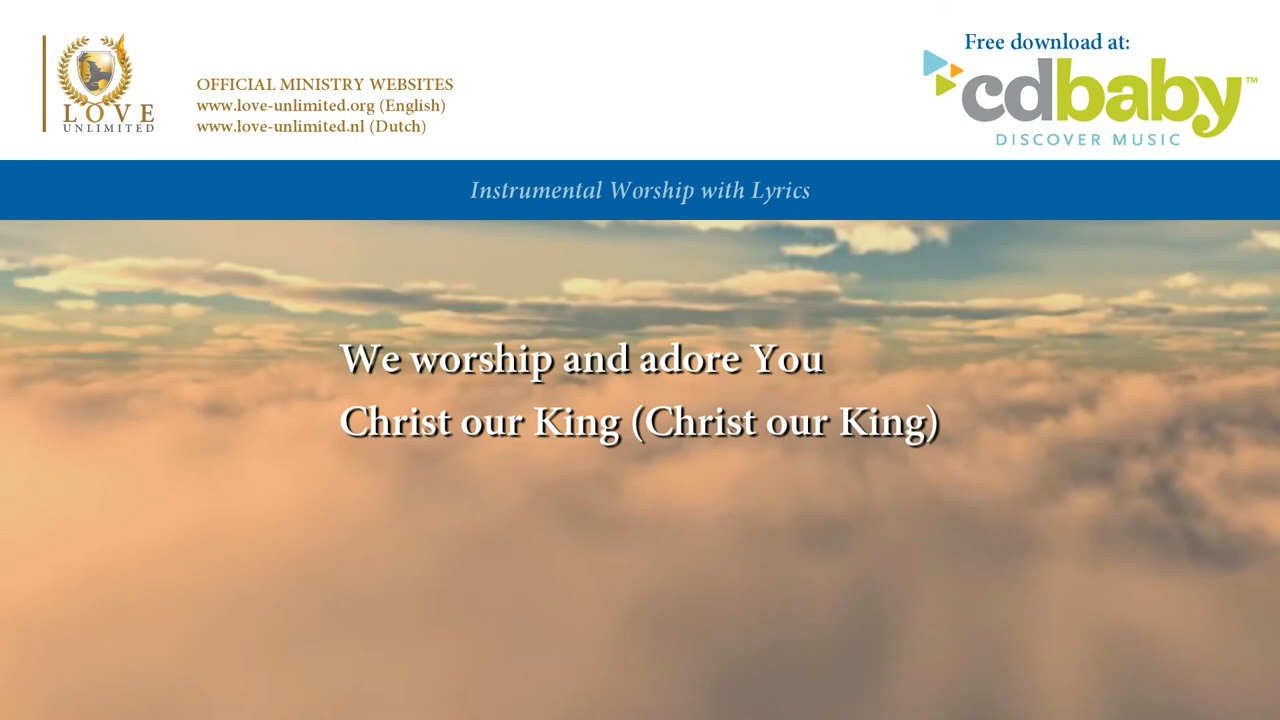 LOVE
UNLIMITED
OFFICIAL MINISTRY WEBSITES
www.love-unlimited.org (English)
www.love-unlimited.nl (Dutch)
Free download at:
cdbaby™
DISCOVER MUSIC
Instrumental Worship with Lyrics
We worship and adore You
Christ our King (Christ our King)